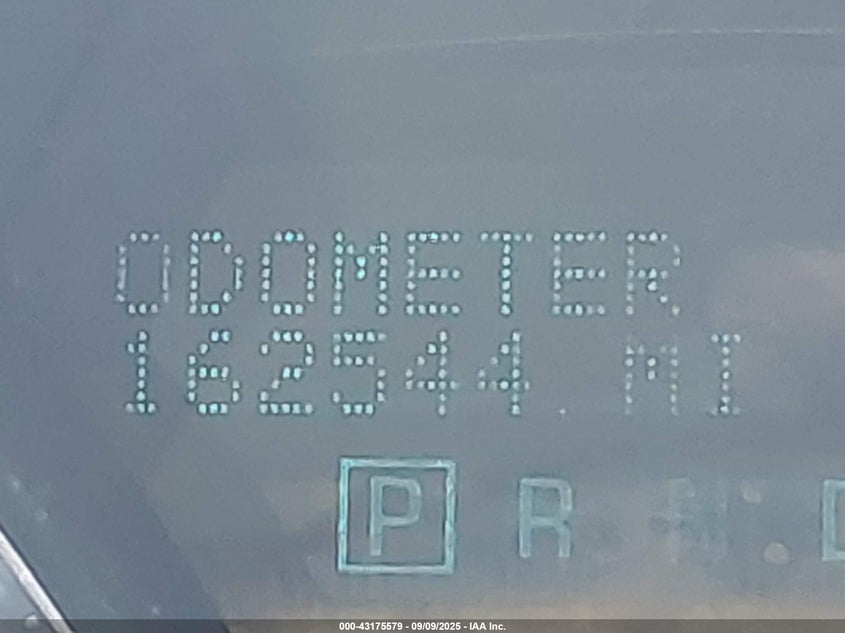 ODOMETER
162544 MI
P R N D
000-43175579 - 09/09/2025 - IAA Inc.